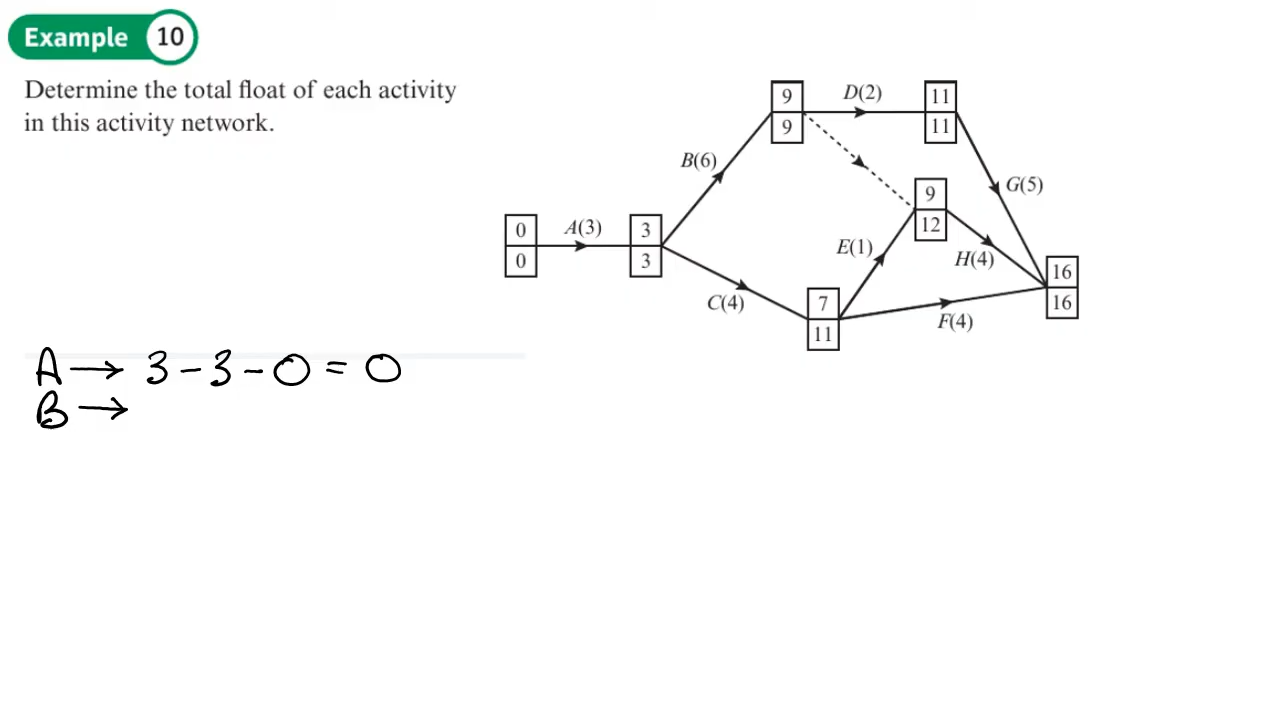 Example 10
Determine the total float of each activity
in this activity network.
0
0
A(3)
3
3
B(6)
9
9
D(2)
11
11
G(5)
C(4)
7
11
E(1)
9
12
H(4)
F(4)
16
16
A → 3 - 3 - 0 = 0
B →